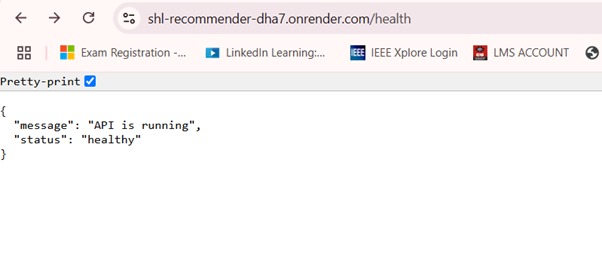 shl-recommender-dha7.onrender.com/health
Exam Registration -... LinkedIn Learning:... IEEE IEEE Xplore Login LMS ACCOUNT
Pretty-print
{
"message": "API is running",
"status": "healthy"
}